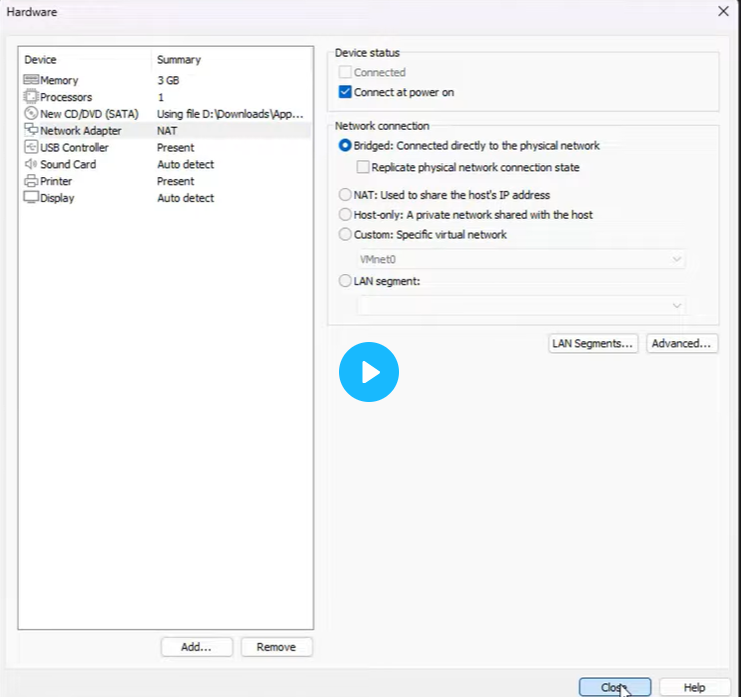 Hardware
Device Summary
Memory 3 GB
Processors 1
New CD/DVD (SATA) Using file D:\Downloads\App...
Network Adapter NAT
USB Controller Present
Sound Card Auto detect
Printer Present
Display Auto detect
Add... Remove
Device status
Connected
Connect at power on
Network connection
Bridged: Connected directly to the physical network
Replicate physical network connection state
NAT: Used to share the host's IP address
Host-only: A private network shared with the host
Custom: Specific virtual network
VMnet0
LAN segment:
LAN Segments... Advanced...
Close Help